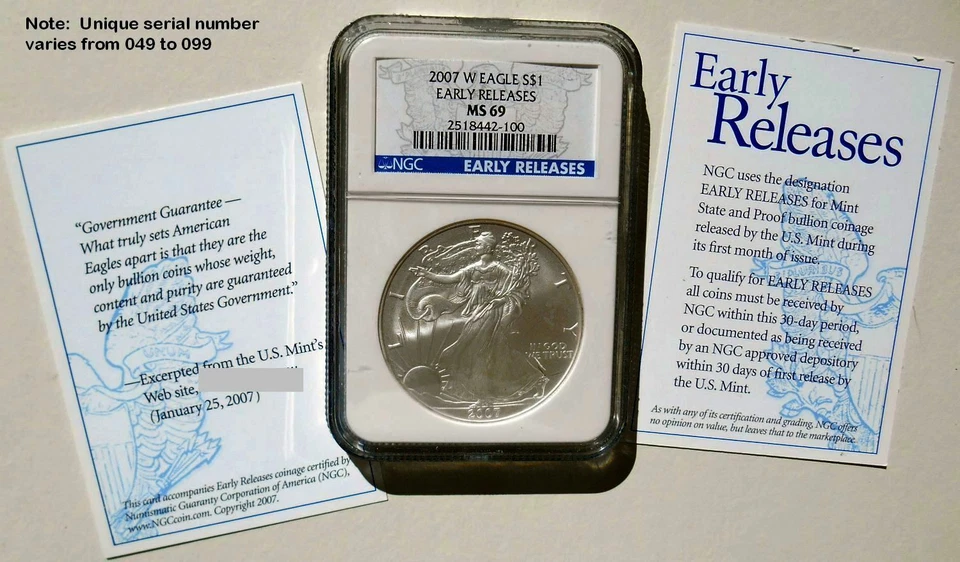 Note: Unique serial number
varies from 049 to 099
"Government Guarantee —
What truly sets American
Eagles apart is that they are the
only bullion coins whose weight,
content and purity are guaranteed
by the United States Government."
—Excerpted from the U.S. Mint's
Web site,
(January 25, 2007)
This card accompanies Early Releases coinage certified by
Numismatic Guaranty Corporation of America (NGC),
www.NGCcoin.com. Copyright 2007.
UNUM
2007 W EAGLE S$1
EARLY RELEASES
MS 69
2518442-100
NGC EARLY RELEASES
LIBERTY
IN GOD
WE TRUST
2007
Early
Releases
NGC uses the designation
EARLY RELEASES for Mint
State and Proof bullion coinage
released by the U.S. Mint during
its first month of issue.
To qualify for EARLY RELEASES
all coins must be received by
NGC within this 30-day period,
or documented as being received
by an NGC approved depository
within 30 days of first release by
the U.S. Mint.
As with any of its certification and grading, NGC offers
no opinion on value, but leaves that to the marketplace.